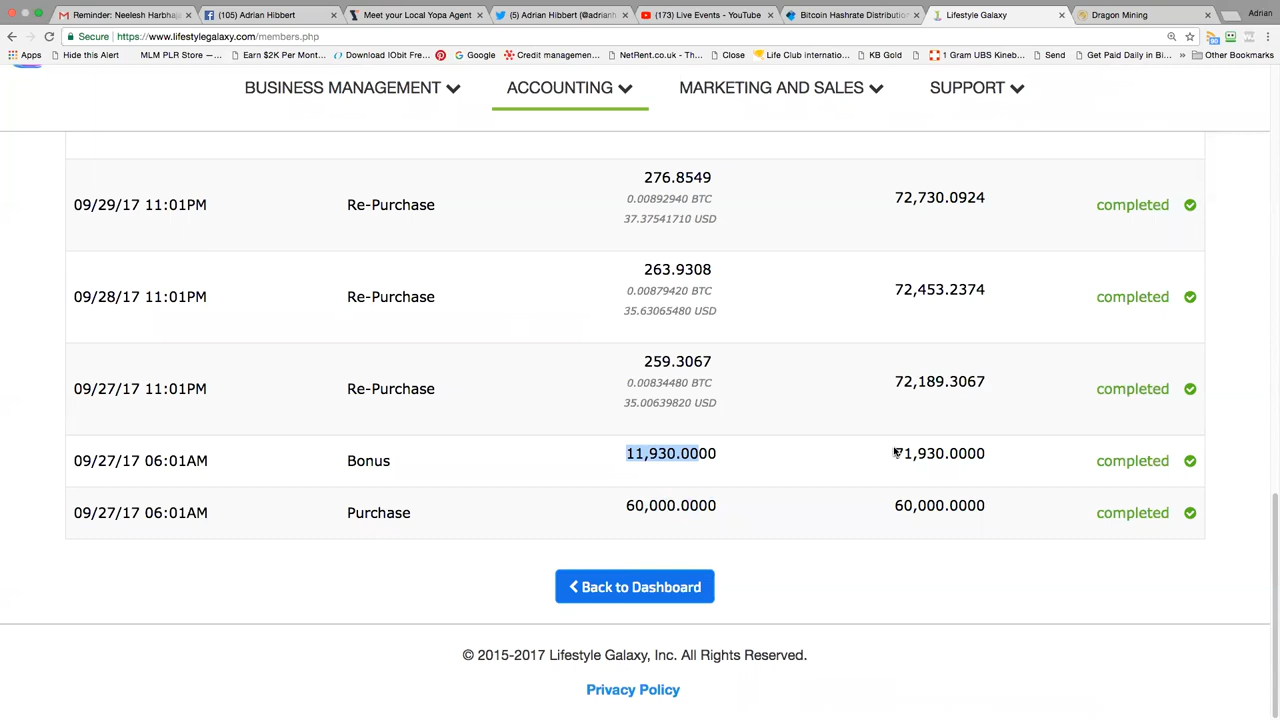 Reminder: Neelesh Harbhaj
(105) Adrian Hibbert
Meet your Local Yopa Agent
(5) Adrian Hibbert (@adrianh
(173) Live Events - YouTube
Bitcoin Hashrate Distributio
Lifestyle Galaxy
Dragon Mining
Adrian
Secure
https://www.lifestylegalaxy.com/members.php
Apps
Hide this Alert
MLM PLR Store —...
Earn $2K Per Mont...
Download IObit Fre...
Google
Credit managemen...
NetRent.co.uk - Th...
Close
Life Club internatio...
KB Gold
1 Gram UBS Kineb...
Send
Get Paid Daily in Bi...
»
Other Bookmarks
BUSINESS MANAGEMENT
ACCOUNTING
MARKETING AND SALES
SUPPORT
276.8549
09/29/17 11:01PM Re-Purchase 0.00892940 BTC 72,730.0924 completed
37.37541710 USD
263.9308
09/28/17 11:01PM Re-Purchase 0.00879420 BTC 72,453.2374 completed
35.63065480 USD
259.3067
09/27/17 11:01PM Re-Purchase 0.00834480 BTC 72,189.3067 completed
35.00639820 USD
09/27/17 06:01AM Bonus 11,930.0000 71,930.0000 completed
09/27/17 06:01AM Purchase 60,000.0000 60,000.0000 completed
Back to Dashboard
© 2015-2017 Lifestyle Galaxy, Inc. All Rights Reserved.
Privacy Policy